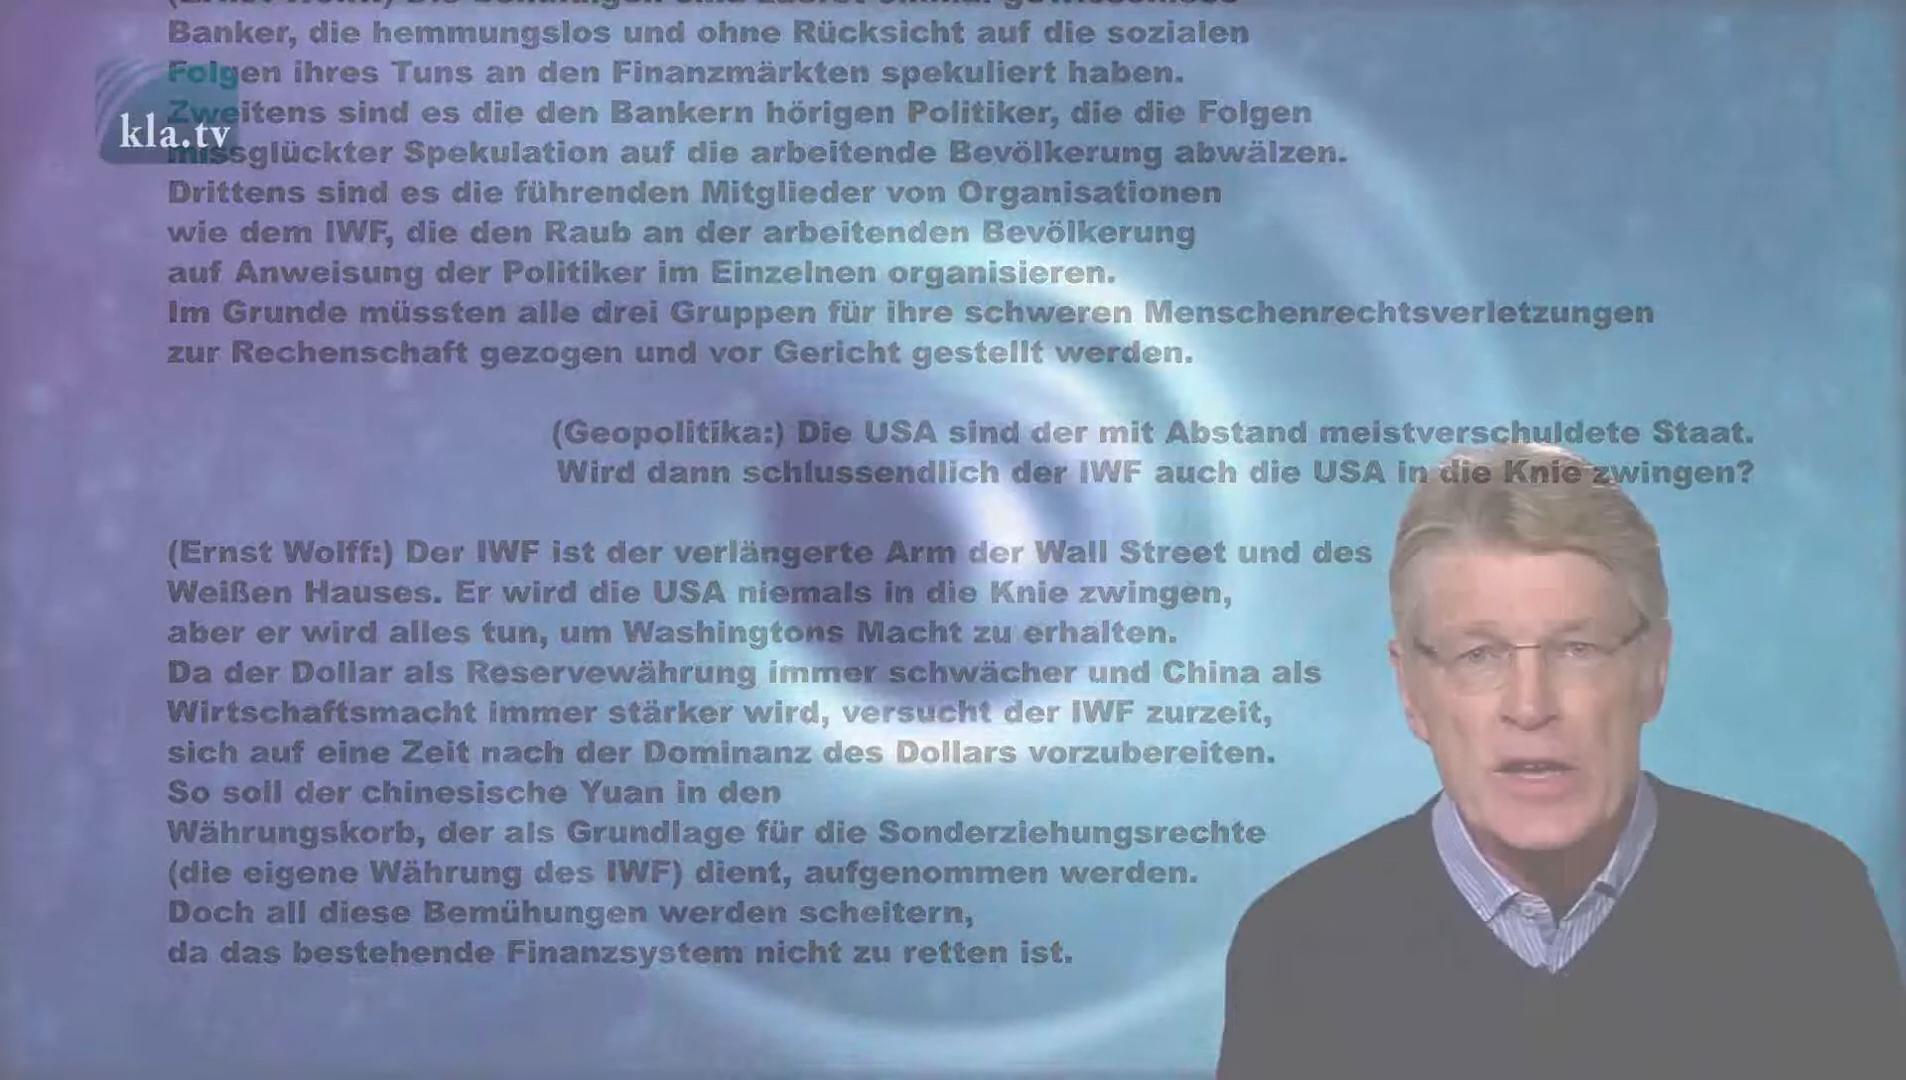 (Ernst Wolff:) Die Schuldigen sind zuerst einmal gewissenlose
Banker, die hemmungslos und ohne Rücksicht auf die sozialen
Folgen ihres Tuns an den Finanzmärkten spekuliert haben.
Zweitens sind es die den Bankern hörigen Politiker, die die Folgen
kla.tv
missglückter Spekulation auf die arbeitende Bevölkerung abwälzen.
Drittens sind es die führenden Mitglieder von Organisationen
wie dem IWF, die den Raub an der arbeitenden Bevölkerung
auf Anweisung der Politiker im Einzelnen organisieren.
Im Grunde müssten alle drei Gruppen für ihre schweren Menschenrechtsverletzungen
zur Rechenschaft gezogen und vor Gericht gestellt werden.
(Geopolitika:) Die USA sind der mit Abstand meistverschuldete Staat.
Wird dann schlussendlich der IWF auch die USA in die Knie zwingen?
(Ernst Wolff:) Der IWF ist der verlängerte Arm der Wall Street und des
Weißen Hauses. Er wird die USA niemals in die Knie zwingen,
aber er wird alles tun, um Washingtons Macht zu erhalten.
Da der Dollar als Reservewährung immer schwächer und China als
Wirtschaftsmacht immer stärker wird, versucht der IWF zurzeit,
sich auf eine Zeit nach der Dominanz des Dollars vorzubereiten.
So soll der chinesische Yuan in den
Währungskorb, der als Grundlage für die Sonderziehungsrechte
(die eigene Währung des IWF) dient, aufgenommen werden.
Doch all diese Bemühungen werden scheitern,
da das bestehende Finanzsystem nicht zu retten ist.